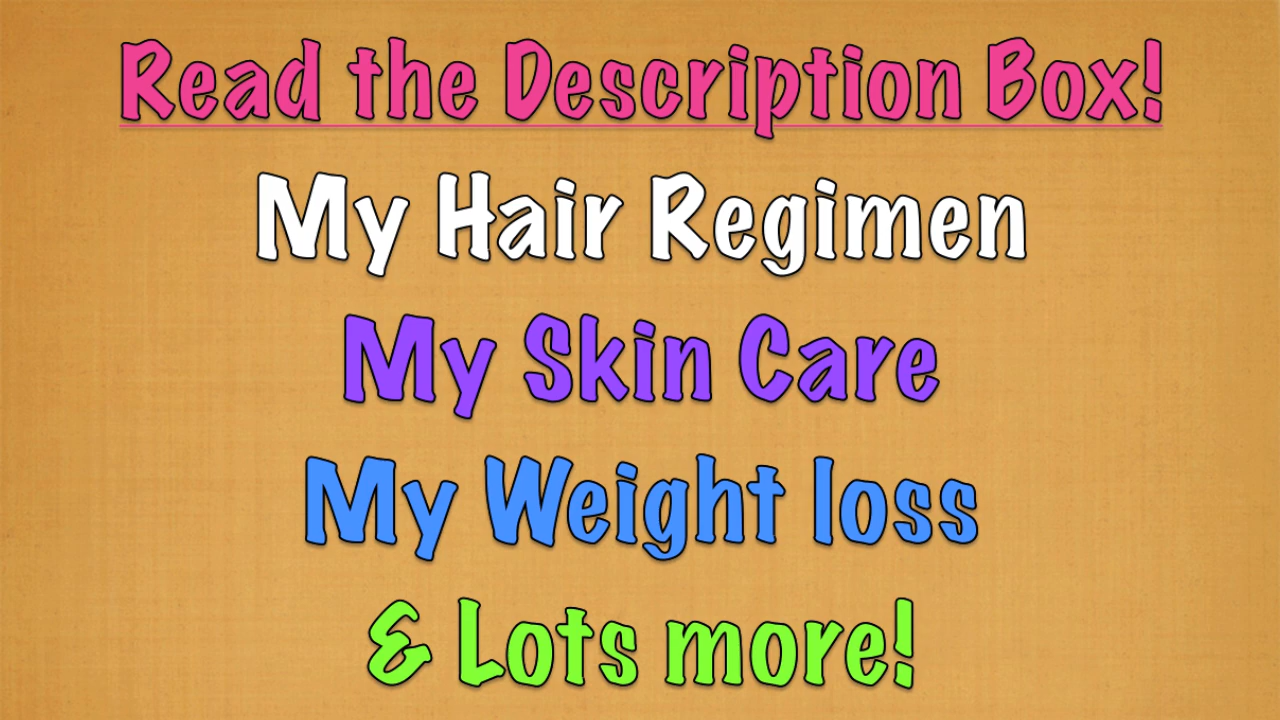 Read the Description Box!
My Hair Regimen
My Skin Care
My Weight loss
& Lots more!